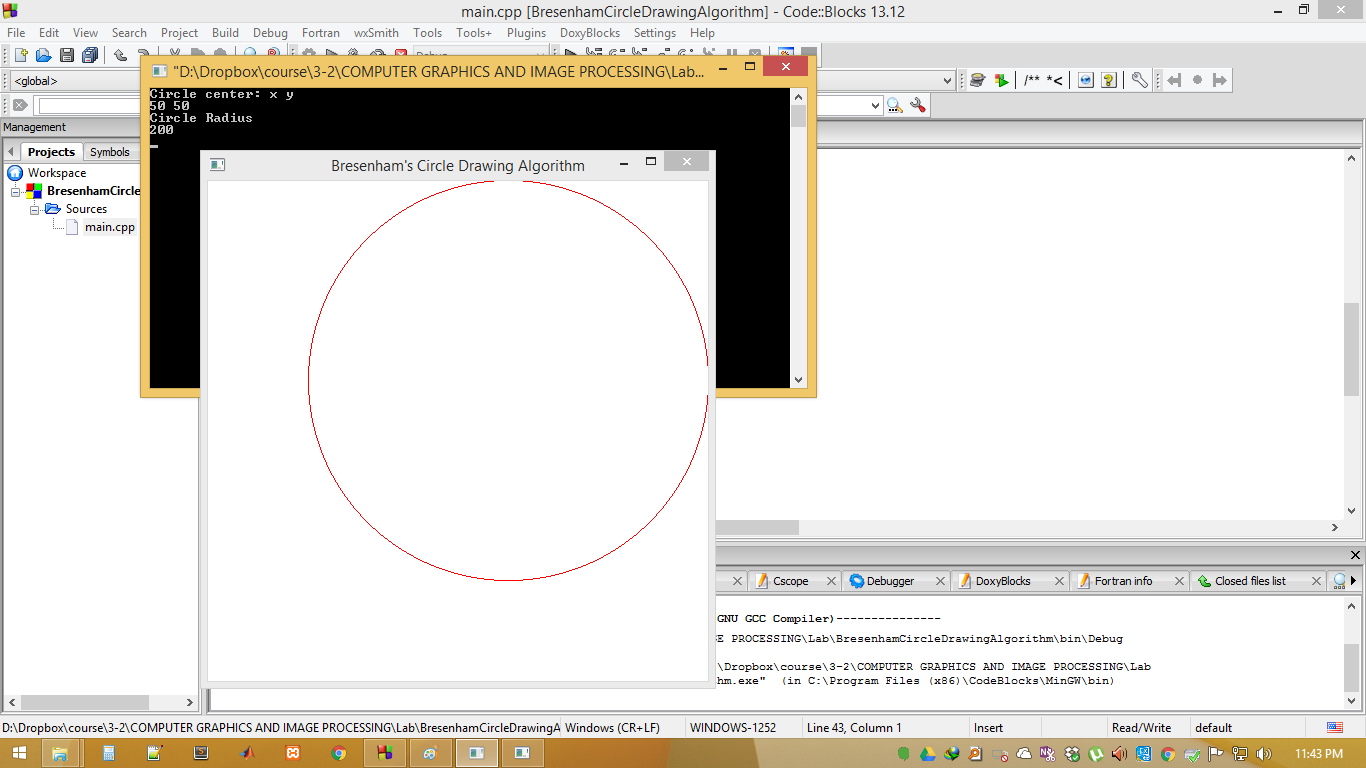 main.cpp [BresenhamCircleDrawingAlgorithm] - Code::Blocks 13.12
File Edit View Search Project Build Debug Fortran wxSmith Tools Tools+ Plugins DoxyBlocks Settings Help
"D:\Dropbox\course\3-2\COMPUTER GRAPHICS AND IMAGE PROCESSING\Lab...
<global>
/** *<
Circle center: x y
50 50
Circle Radius
200
Management
Projects Symbols
Workspace
BresenhamCircle
Sources
main.cpp
Bresenham's Circle Drawing Algorithm
Cscope Debugger DoxyBlocks Fortran info Closed files list
GNU GCC Compiler)---------------
PROCESSING\Lab\BresenhamCircleDrawingAlgorithm\bin\Debug
\Dropbox\course\3-2\COMPUTER GRAPHICS AND IMAGE PROCESSING\Lab
hm.exe" (in C:\Program Files (x86)\CodeBlocks\MinGW\bin)
D:\Dropbox\course\3-2\COMPUTER GRAPHICS AND IMAGE PROCESSING\Lab\BresenhamCircleDrawingA Windows (CR+LF) WINDOWS-1252 Line 43, Column 1 Insert Read/Write default
11:43 PM